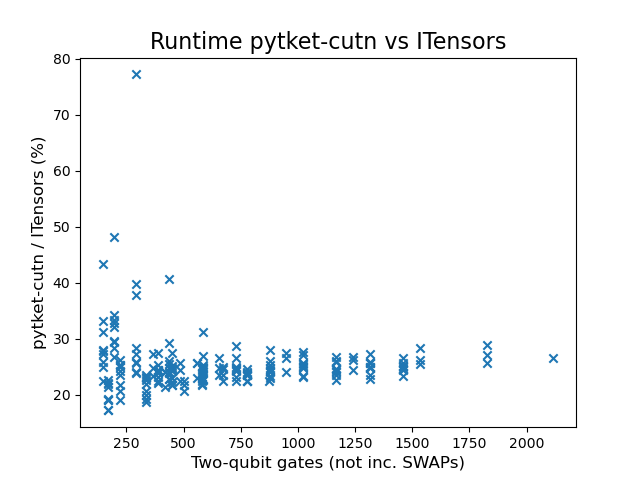 Runtime pytket-cutn vs ITensors
80
70
60
50
40
30
20
pytket-cutn / ITensors (%)
250 500 750 1000 1250 1500 1750 2000
Two-qubit gates (not inc. SWAPs)